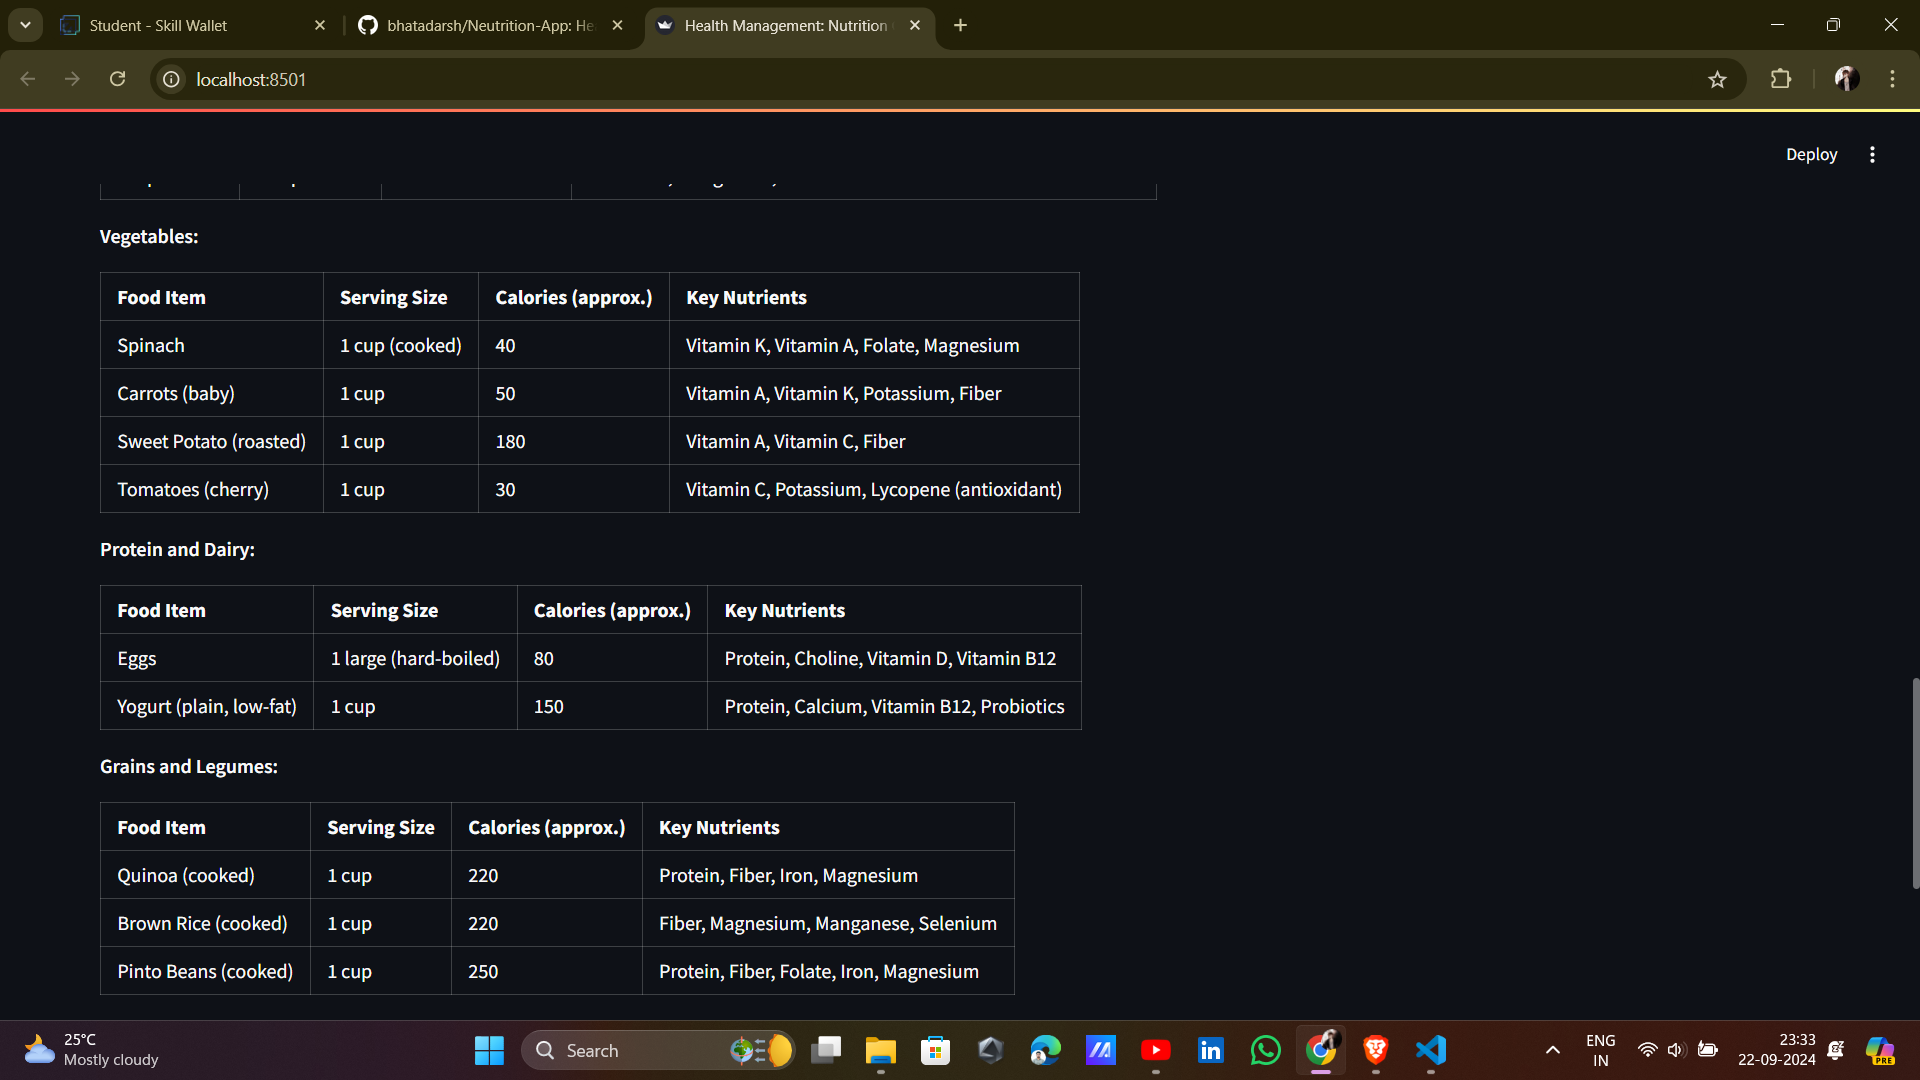 Student - Skill Wallet
bhatadarsh/Neutrition-App: He
Health Management: Nutrition
localhost:8501
Deploy
Vegetables:
Food Item Serving Size Calories (approx.) Key Nutrients
Spinach 1 cup (cooked) 40 Vitamin K, Vitamin A, Folate, Magnesium
Carrots (baby) 1 cup 50 Vitamin A, Vitamin K, Potassium, Fiber
Sweet Potato (roasted) 1 cup 180 Vitamin A, Vitamin C, Fiber
Tomatoes (cherry) 1 cup 30 Vitamin C, Potassium, Lycopene (antioxidant)
Protein and Dairy:
Food Item Serving Size Calories (approx.) Key Nutrients
Eggs 1 large (hard-boiled) 80 Protein, Choline, Vitamin D, Vitamin B12
Yogurt (plain, low-fat) 1 cup 150 Protein, Calcium, Vitamin B12, Probiotics
Grains and Legumes:
Food Item Serving Size Calories (approx.) Key Nutrients
Quinoa (cooked) 1 cup 220 Protein, Fiber, Iron, Magnesium
Brown Rice (cooked) 1 cup 220 Fiber, Magnesium, Manganese, Selenium
Pinto Beans (cooked) 1 cup 250 Protein, Fiber, Folate, Iron, Magnesium
25°C
Mostly cloudy
Search
ENG
IN
23:33
22-09-2024
PRE